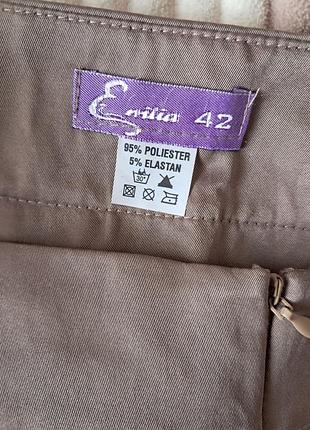 Emilia 42
95% POLIESTER
5% ELASTAN
30°